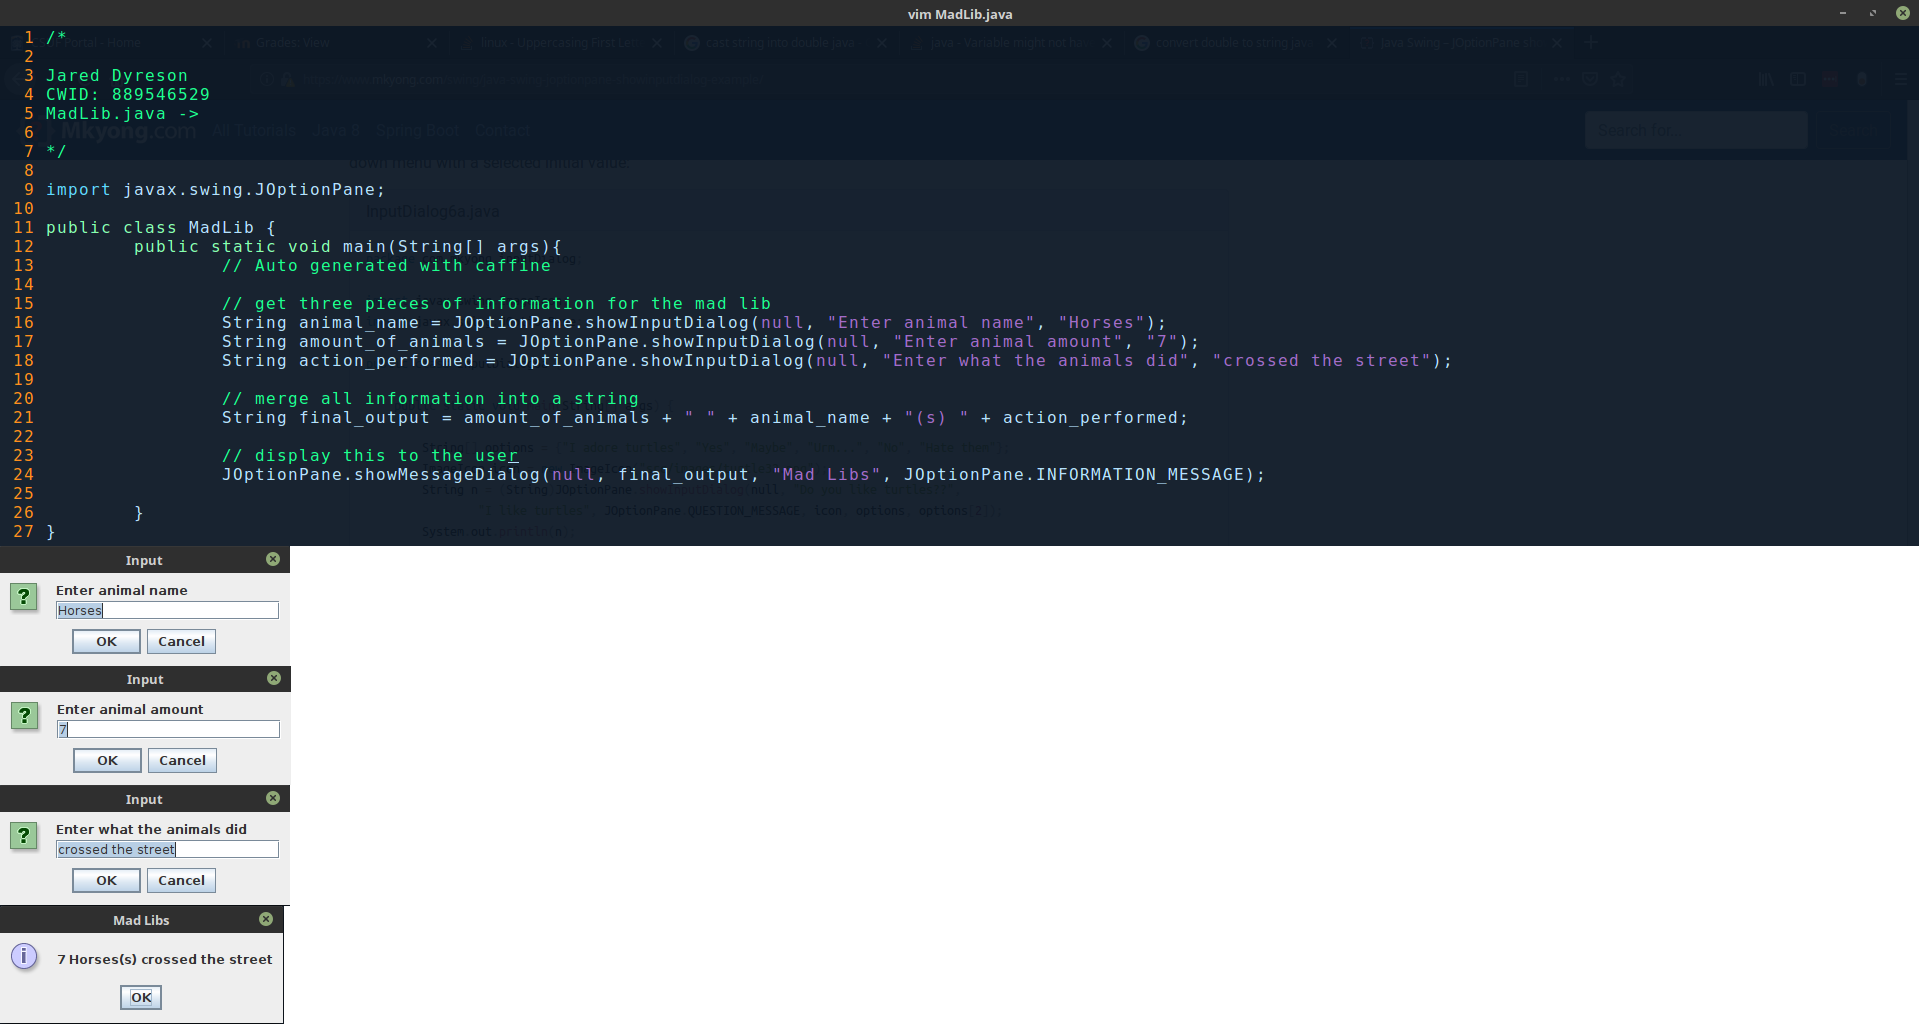 vim MadLib.java
1 /*
2
3 Jared Dyreson
4 CWID: 889546529
5 MadLib.java ->
6
7 */
8
9 import javax.swing.JOptionPane;
10
11 public class MadLib {
12 public static void main(String[] args){
13 // Auto generated with caffine
14
15 // get three pieces of information for the mad lib
16 String animal_name = JOptionPane.showInputDialog(null, "Enter animal name", "Horses");
17 String amount_of_animals = JOptionPane.showInputDialog(null, "Enter animal amount", "7");
18 String action_performed = JOptionPane.showInputDialog(null, "Enter what the animals did", "crossed the street");
19
20 // merge all information into a string
21 String final_output = amount_of_animals + " " + animal_name + "(s) " + action_performed;
22
23 // display this to the user
24 JOptionPane.showMessageDialog(null, final_output, "Mad Libs", JOptionPane.INFORMATION_MESSAGE);
25
26 }
27 }
Input
Enter animal name
Horses
OK Cancel
Input
Enter animal amount
7
OK Cancel
Input
Enter what the animals did
crossed the street
OK Cancel
Mad Libs
7 Horses(s) crossed the street
OK